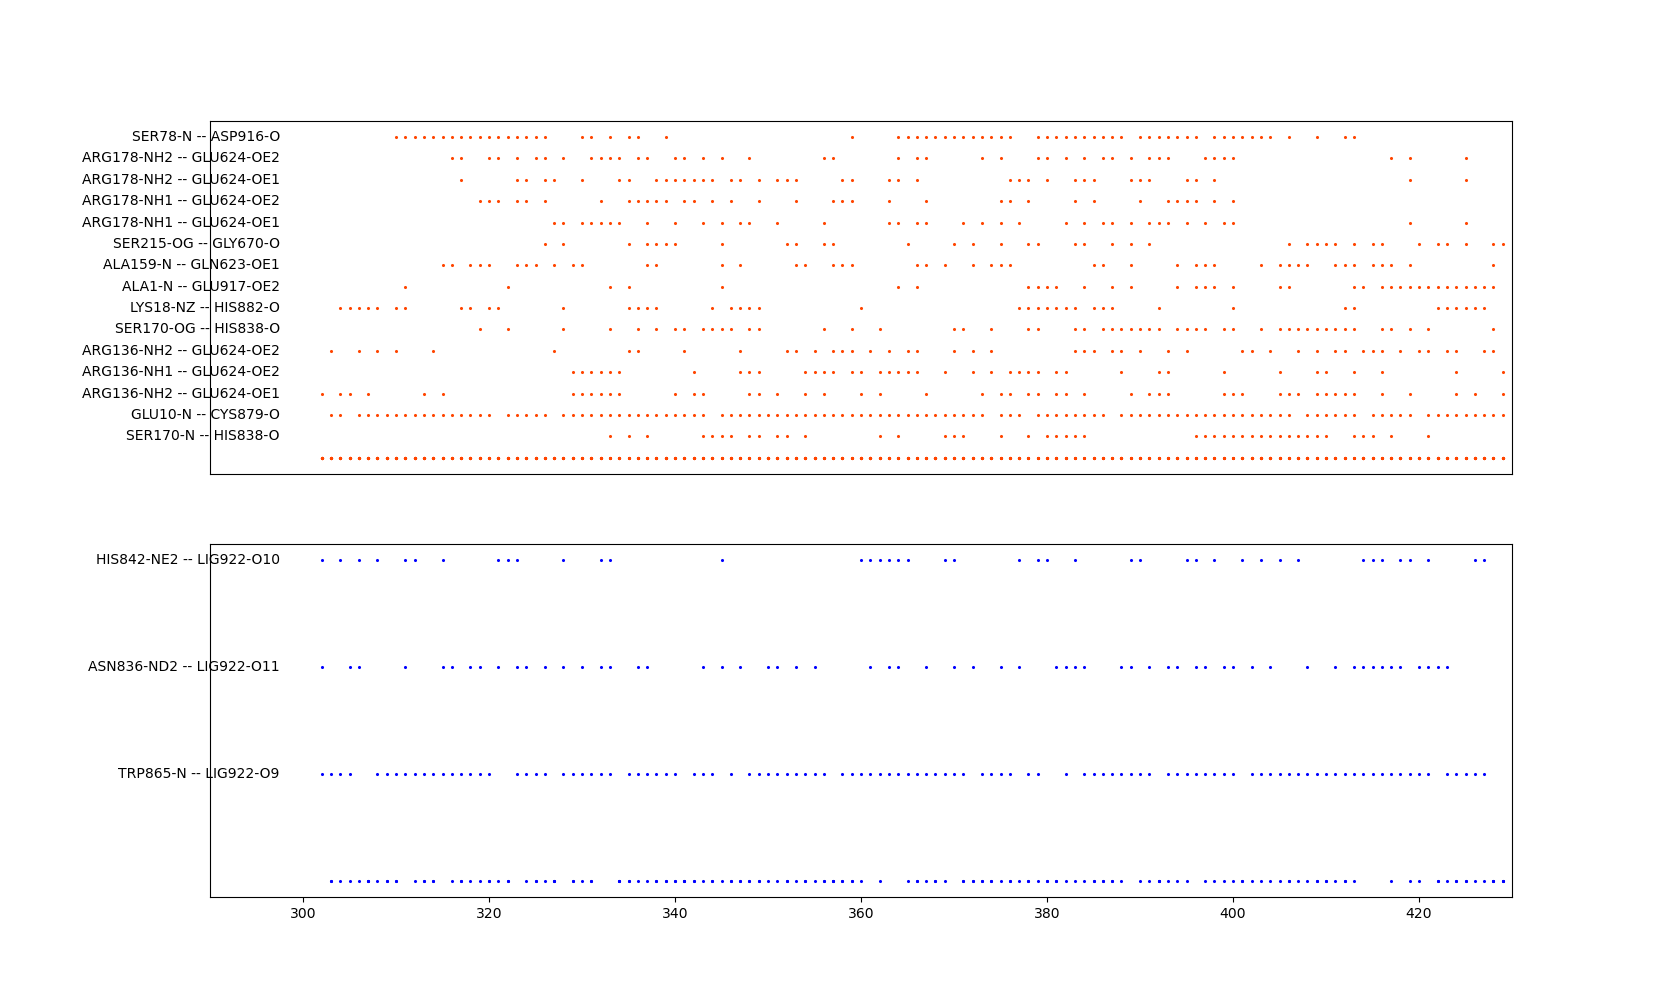 SER78-N -- ASP916-O
ARG178-NH2 -- GLU624-OE2
ARG178-NH2 -- GLU624-OE1
ARG178-NH1 -- GLU624-OE2
ARG178-NH1 -- GLU624-OE1
SER215-OG -- GLY670-O
ALA159-N -- GLN623-OE1
ALA1-N -- GLU917-OE2
LYS18-NZ -- HIS882-O
SER170-OG -- HIS838-O
ARG136-NH2 -- GLU624-OE2
ARG136-NH1 -- GLU624-OE2
ARG136-NH2 -- GLU624-OE1
GLU10-N -- CYS879-O
SER170-N -- HIS838-O
HIS842-NE2 -- LIG922-O10
ASN836-ND2 -- LIG922-O11
TRP865-N -- LIG922-O9
300 320 340 360 380 400 420